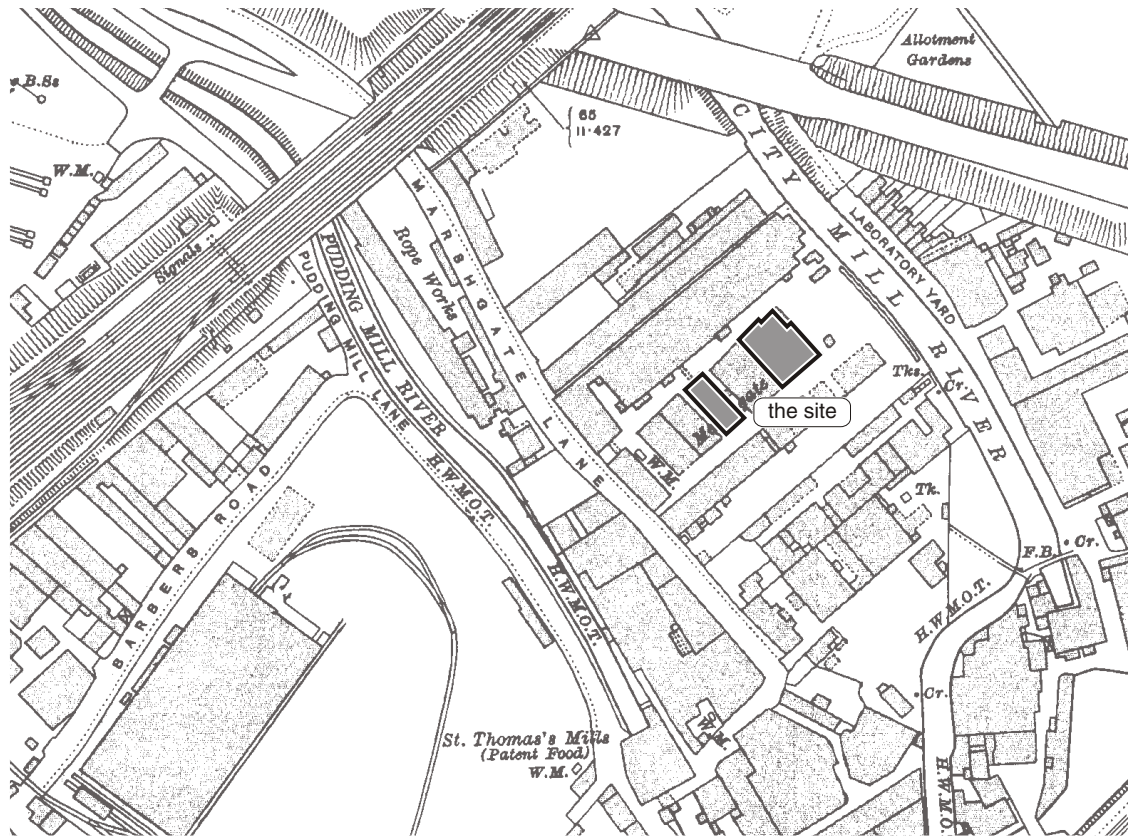 Allotment
Gardens
B.Ss
65
11·427
CITY MILL RIVER
W.M.
MARSHGATE LANE
LABORATORY YARD
Rope Works
Signals
PUDDING MILL RIVER
PUDDING MILL LANE
Tks.
Cr.
the site
W.M.
H.W.M.O.T.
BARBERS ROAD
Tk.
F.B.
Cr.
H.W.M.O.T.
H.W.M.O.T.
Cr.
W.M.
St. Thomas's Mills
(Patent Food)
W.M.
H.W.M.O.